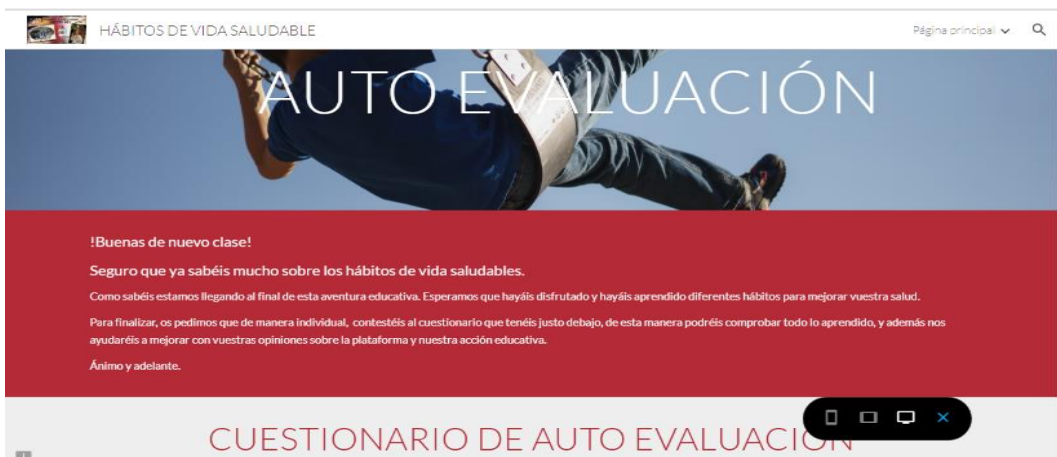 HÁBITOS DE VIDA SALUDABLE
Página principal
AUTO EVALUACIÓN
!Buenas de nuevo clase!
Seguro que ya sabéis mucho sobre los hábitos de vida saludables.
Como sabéis estamos llegando al final de esta aventura educativa. Esperamos que hayáis disfrutado y hayáis aprendido diferentes hábitos para mejorar vuestra salud.
Para finalizar, os pedimos que de manera individual, contestéis al cuestionario que tenéis justo debajo, de esta manera podréis comprobar todo lo aprendido, y además nos
ayudaréis a mejorar con vuestras opiniones sobre la plataforma y nuestra acción educativa.
Ánimo y adelante.
CUESTIONARIO DE AUTO EVALUACIÓN